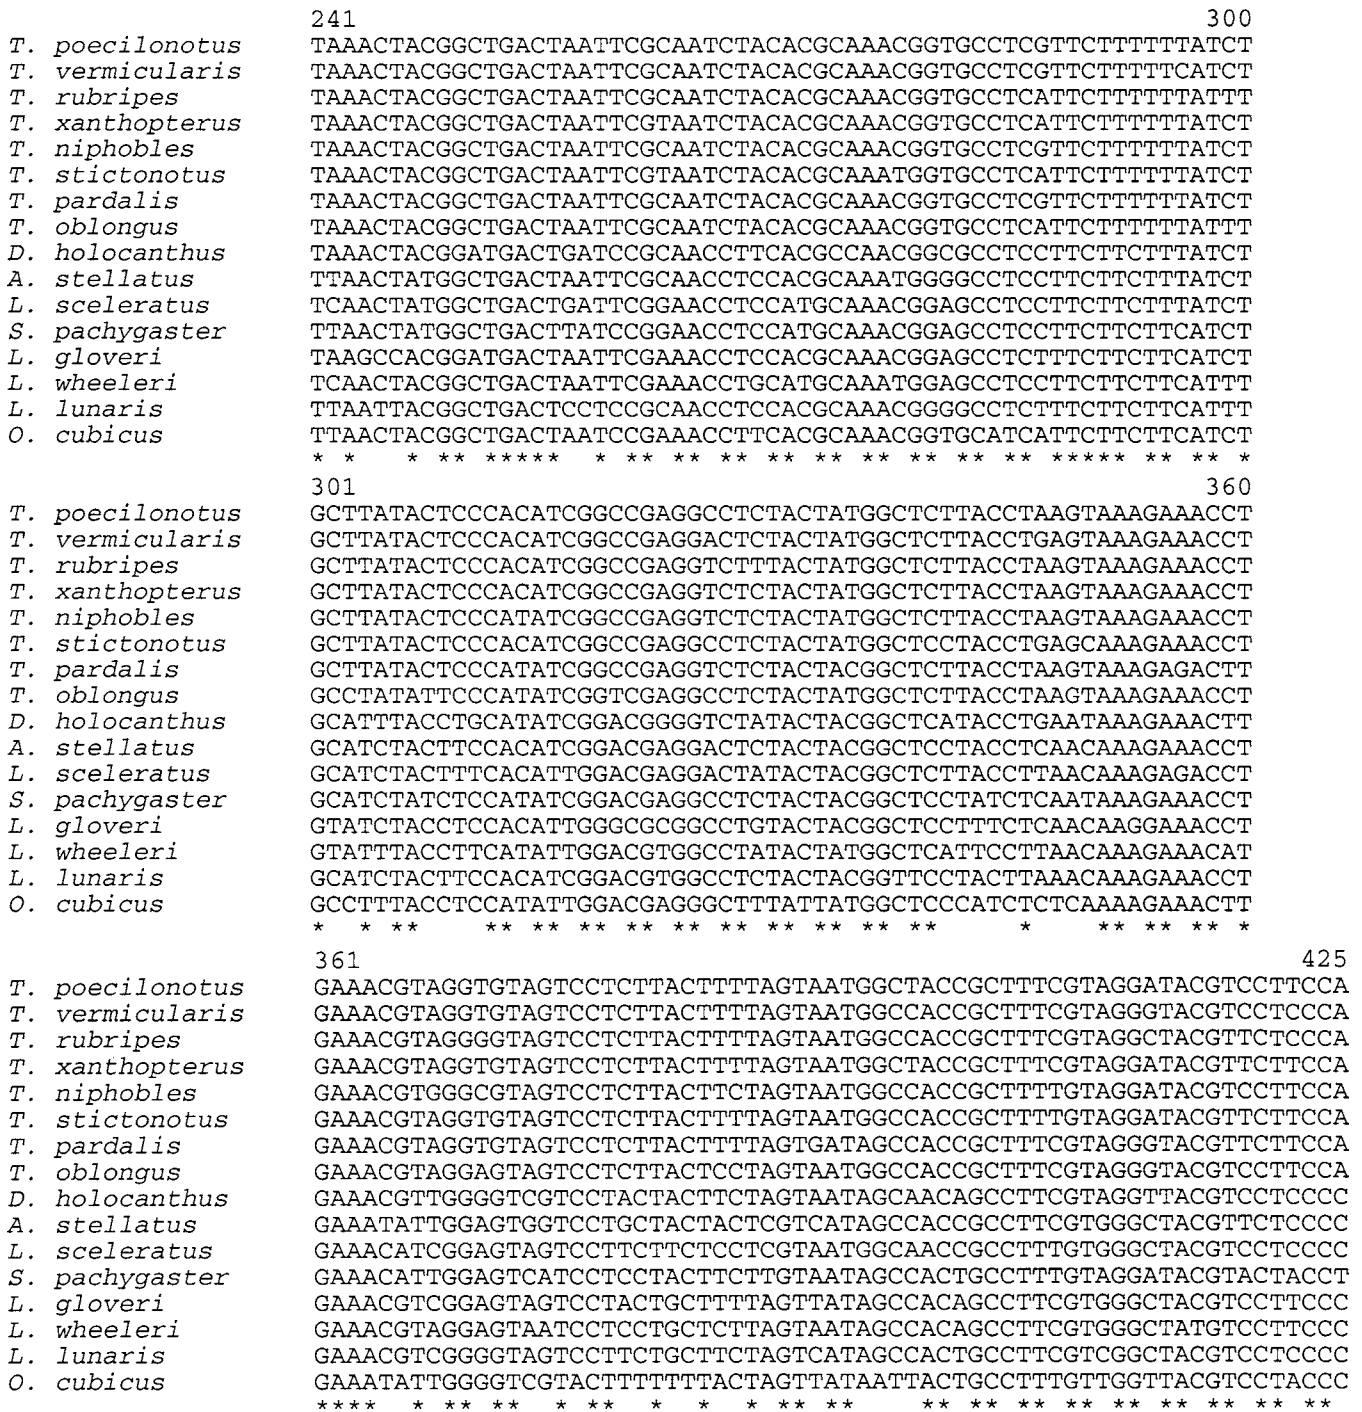 241 300
T. poecilonotus TAAACTACGGCTGACTAATTCGCAATCTACACGCAAACGGTGCCTCGTTCTTTTTTATCT
T. vermicularis TAAACTACGGCTGACTAATTCGCAATCTACACGCAAACGGTGCCTCGTTCTTTTTCATCT
T. rubripes TAAACTACGGCTGACTAATTCGCAATCTACACGCAAACGGTGCCTCATTCTTTTTTATTT
T. xanthopterus TAAACTACGGCTGACTAATTCGTAATCTACACGCAAACGGTGCCTCATTCTTTTTTATCT
T. niphobles TAAACTACGGCTGACTAATTCGCAATCTACACGCAAACGGTGCCTCGTTCTTTTTTATCT
T. stictonotus TAAACTACGGCTGACTAATTCGTAATCTACACGCAAATGGTGCCTCATTCTTTTTTATCT
T. pardalis TAAACTACGGCTGACTAATTCGCAATCTACACGCAAACGGTGCCTCGTTCTTTTTTATCT
T. oblongus TAAACTACGGCTGACTAATTCGCAATCTACACGCAAACGGTGCCTCATTCTTTTTTATTT
D. holocanthus TAAACTACGGATGACTGATCCGCAACCTTCACGCCAACGGCGCCTCCTTCTTCTTTATCT
A. stellatus TTAACTATGGCTGACTAATTCGCAACCTCCACGCAAATGGGGCCTCCTTCTTCTTTATCT
L. sceleratus TCAACTATGGCTGACTGATTCGGAACCTCCATGCAAACGGAGCCTCCTTCTTCTTTATCT
S. pachygaster TTAACTATGGCTGACTTATCCGGAACCTCCATGCAAACGGAGCCTCCTTCTTCTTCATCT
L. gloveri TAAGCCACGGATGACTAATTCGAAACCTCCACGCAAACGGAGCCTCTTTCTTCTTCATCT
L. wheeleri TCAACTACGGCTGACTAATTCGAAACCTGCATGCAAATGGAGCCTCCTTCTTCTTCATTT
L. lunaris TTAATTACGGCTGACTCCTCCGCAACCTCCACGCAAACGGGGCCTCTTTCTTCTTCATTT
O. cubicus TTAACTACGGCTGACTAATCCGAAACCTTCACGCAAACGGTGCATCATTCTTCTTCATCT
* * * ** ***** * ** ** ** ** ** ** ** ** ** ***** ** ** *
301 360
T. poecilonotus GCTTATACTCCCACATCGGCCGAGGCCTCTACTATGGCTCTTACCTAAGTAAAGAAACCT
T. vermicularis GCTTATACTCCCACATCGGCCGAGGACTCTACTATGGCTCTTACCTGAGTAAAGAAACCT
T. rubripes GCTTATACTCCCACATCGGCCGAGGTCTTTACTATGGCTCTTACCTAAGTAAAGAAACCT
T. xanthopterus GCTTATACTCCCACATCGGCCGAGGTCTCTACTATGGCTCTTACCTAAGTAAAGAAACCT
T. niphobles GCTTATACTCCCATATCGGCCGAGGTCTCTACTATGGCTCTTACCTAAGTAAAGAAACCT
T. stictonotus GCTTATACTCCCACATCGGCCGAGGCCTCTACTATGGCTCCTACCTGAGCAAAGAAACCT
T. pardalis GCTTATACTCCCATATCGGCCGAGGTCTCTACTACGGCTCTTACCTAAGTAAAGAGACTT
T. oblongus GCCTATATTCCCATATCGGTCGAGGCCTCTACTATGGCTCTTACCTAAGTAAAGAAACCT
D. holocanthus GCATTTACCTGCATATCGGACGGGGTCTATACTACGGCTCATACCTGAATAAAGAAACTT
A. stellatus GCATCTACTTCCACATCGGACGAGGACTCTACTACGGCTCCTACCTCAACAAAGAAACCT
L. sceleratus GCATCTACTTTCACATTGGACGAGGACTATACTACGGCTCTTACCTTAACAAAGAGACCT
S. pachygaster GCATCTATCTCCATATCGGACGAGGCCTCTACTACGGCTCCTATCTCAATAAAGAAACCT
L. gloveri GTATCTACCTCCACATTGGGCGCGGCCTGTACTACGGCTCCTTTCTCAACAAGGAAACCT
L. wheeleri GTATTTACCTTCATATTGGACGTGGCCTATACTATGGCTCATTCCTTAACAAAGAAACAT
L. lunaris GCATCTACTTCCACATCGGACGTGGCCTCTACTACGGTTCCTACTTAAACAAAGAAACCT
O. cubicus GCCTTTACCTCCATATTGGACGAGGGCTTTATTATGGCTCCCATCTCTCAAAAGAAACTT
* * ** ** ** ** ** ** ** ** ** ** ** * ** ** ** *
361 425
T. poecilonotus GAAACGTAGGTGTAGTCCTCTTACTTTTAGTAATGGCTACCGCTTTCGTAGGATACGTCCTTCCA
T. vermicularis GAAACGTAGGTGTAGTCCTCTTACTTTTAGTAATGGCCACCGCTTTCGTAGGGTACGTCCTCCCA
T. rubripes GAAACGTAGGGGTAGTCCTCTTACTTTTAGTAATGGCCACCGCTTTCGTAGGCTACGTTCTCCCA
T. xanthopterus GAAACGTAGGTGTAGTCCTCTTACTTTTAGTAATGGCTACCGCTTTCGTAGGATACGTTCTTCCA
T. niphobles GAAACGTGGGCGTAGTCCTCTTACTTCTAGTAATGGCCACCGCTTTTGTAGGATACGTCCTTCCA
T. stictonotus GAAACGTAGGTGTAGTCCTCTTACTTTTAGTAATGGCCACCGCTTTTGTAGGATACGTTCTTCCA
T. pardalis GAAACGTAGGTGTAGTCCTCTTACTTTTAGTGATAGCCACCGCTTTCGTAGGGTACGTTCTTCCA
T. oblongus GAAACGTAGGAGTAGTCCTCTTACTCCTAGTAATGGCCACCGCTTTCGTAGGGTACGTCCTTCCA
D. holocanthus GAAACGTTGGGGTCGTCCTACTACTTCTAGTAATAGCAACAGCCTTCGTAGGTTACGTCCTCCCC
A. stellatus GAAATATTGGAGTGGTCCTGCTACTACTCGTCATAGCCACCGCCTTCGTGGGCTACGTTCTCCCC
L. sceleratus GAAACATCGGAGTAGTCCTTCTTCTCCTCGTAATGGCAACCGCCTTTGTGGGCTACGTCCTCCCC
S. pachygaster GAAACATTGGAGTCATCCTCCTACTTCTTGTAATAGCCACTGCCTTTGTAGGATACGTACTACCT
L. gloveri GAAACGTCGGAGTAGTCCTACTGCTTTTAGTTATAGCCACAGCCTTCGTGGGCTACGTCCTTCCC
L. wheeleri GAAACGTAGGAGTAATCCTCCTGCTCTTAGTAATAGCCACAGCCTTCGTGGGCTATGTCCTTCCC
L. lunaris GAAACGTCGGGGTAGTCCTTCTGCTTCTAGTCATAGCCACTGCCTTCGTCGGCTACGTCCTCCCC
O. cubicus GAAATATTGGGGTCGTACTTTTTTTACTAGTTATAATTACTGCCTTTGTTGGTTACGTCCTACCC
**** * ** ** * ** * * * ** ** ** ** ** ** ** ** ** ** **